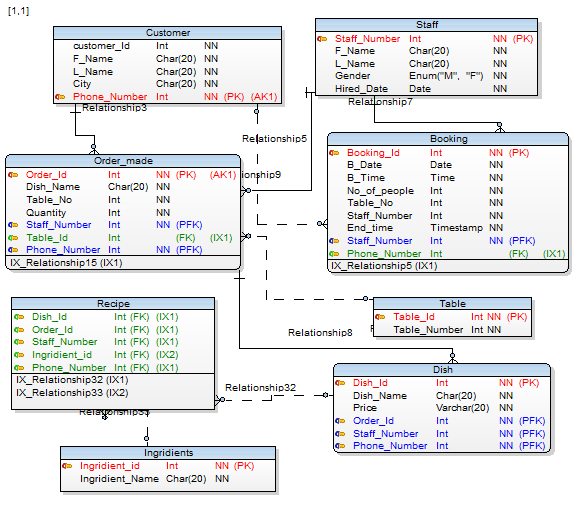 [1,1]
Customer
customer_Id Int NN
F_Name Char(20) NN
L_Name Char(20) NN
City Char(20) NN
Phone_Number Int NN (PK) (AK1)
Staff
Staff_Number Int NN (PK)
F_Name Char(20) NN
L_Name Char(20) NN
Gender Enum("M", "F") NN
Hired_Date Date NN
Relationship3
Relationship7
Relationship5
Order_made
Order_Id Int NN (PK) (AK1)
Dish_Name Char(20) NN
Table_No Int NN
Quantity Int NN
Staff_Number Int NN (PFK)
Table_Id Int (FK) (IX1)
Phone_Number Int NN (PFK)
IX_Relationship15 (IX1)
nship9
Booking
Booking_Id Int NN (PK)
B_Date Date NN
B_Time Time NN
No_of_people Int NN
Table_No Int NN
Staff_Number Int NN
End_time Timestamp NN
Staff_Number Int NN (PFK)
Phone_Number Int (FK) (IX1)
IX_Relationship5 (IX1)
Recipe
Dish_Id Int (FK) (IX1)
Order_Id Int (FK) (IX1)
Staff_Number Int (FK) (IX1)
Ingridient_id Int (FK) (IX2)
Phone_Number Int (FK) (IX1)
IX_Relationship32 (IX1)
IX_Relationship33 (IX2)
Table
Table_Id Int NN (PK)
Table_Number Int NN
Relationship8
Relationship32
Relationship33
Dish
Dish_Id Int NN (PK)
Dish_Name Char(20) NN
Price Varchar(20) NN
Order_Id Int NN (PFK)
Staff_Number Int NN (PFK)
Phone_Number Int NN (PFK)
Ingridients
Ingridient_id Int NN (PK)
Ingridient_Name Char(20) NN